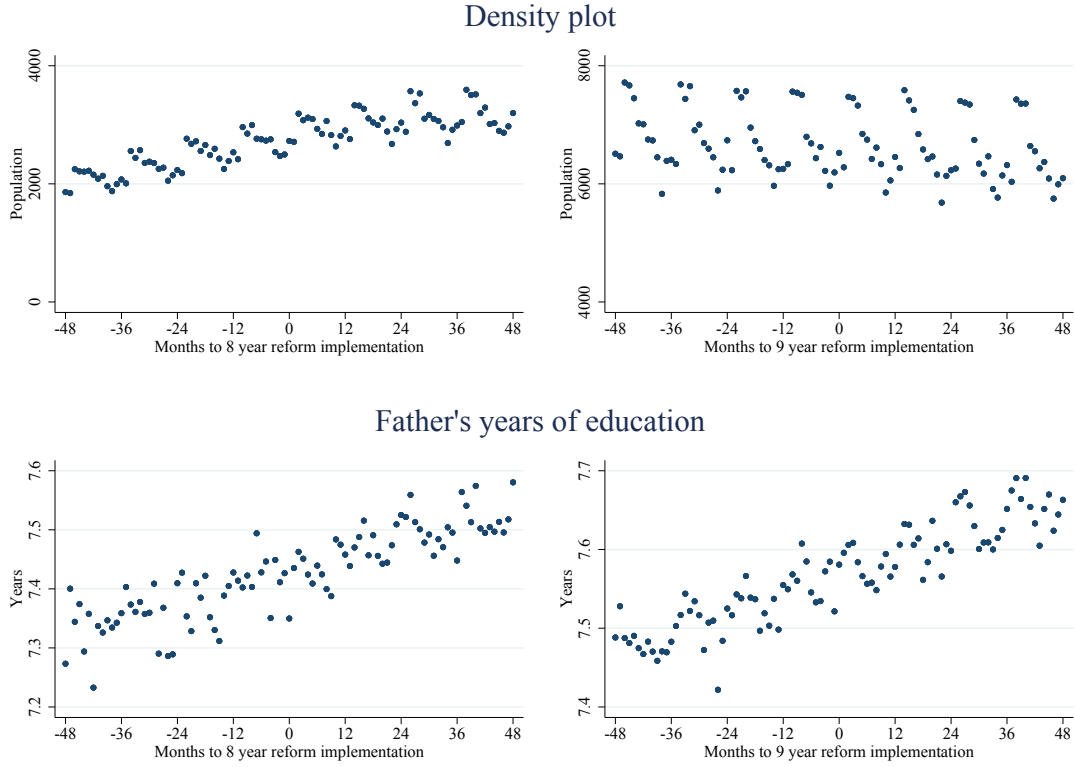 Density plot
Population
4000
2000
0
-48 -36 -24 -12 0 12 24 36 48
Months to 8 year reform implementation
Population
8000
6000
4000
-48 -36 -24 -12 0 12 24 36 48
Months to 9 year reform implementation
Father's years of education
Years
7.6
7.5
7.4
7.3
7.2
-48 -36 -24 -12 0 12 24 36 48
Months to 8 year reform implementation
Years
7.7
7.6
7.5
7.4
-48 -36 -24 -12 0 12 24 36 48
Months to 9 year reform implementation